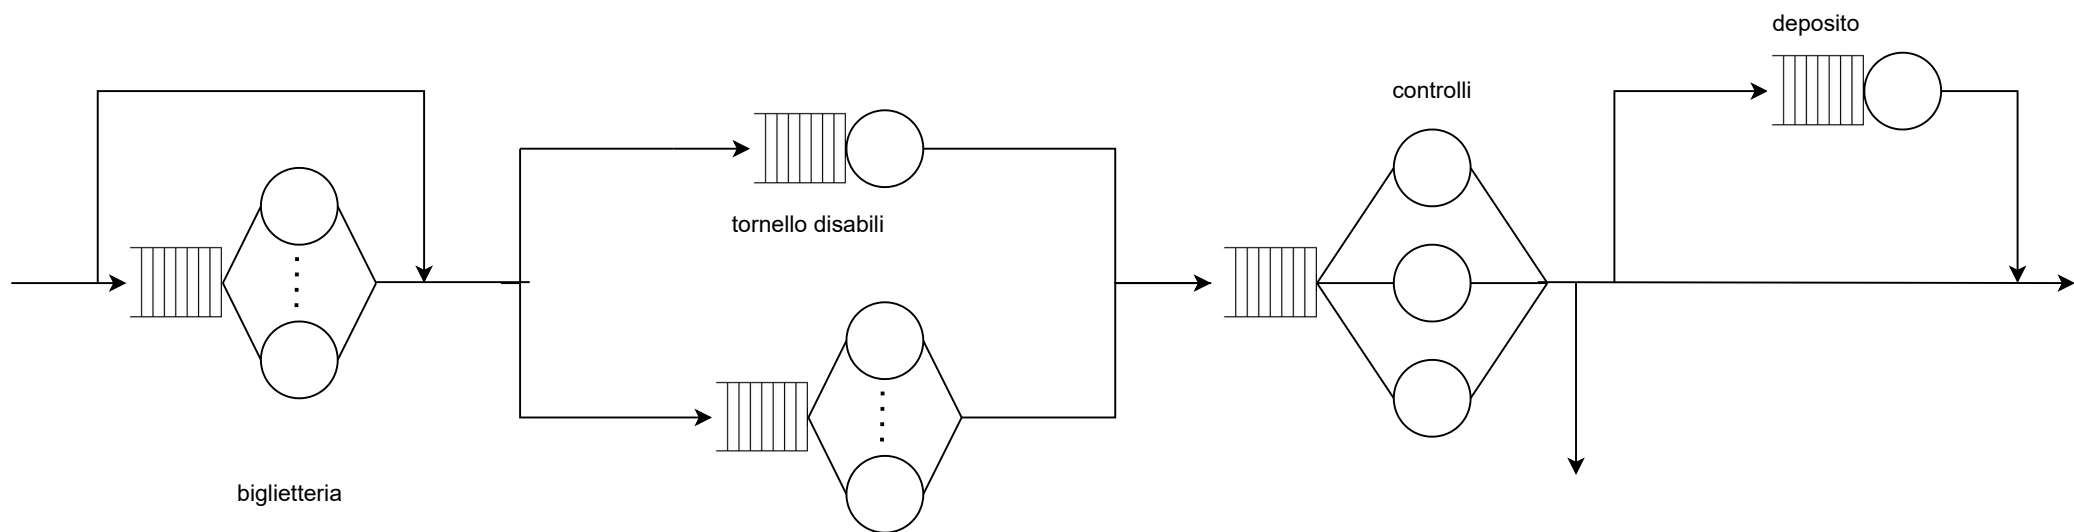 deposito
controlli
tornello disabili
biglietteria